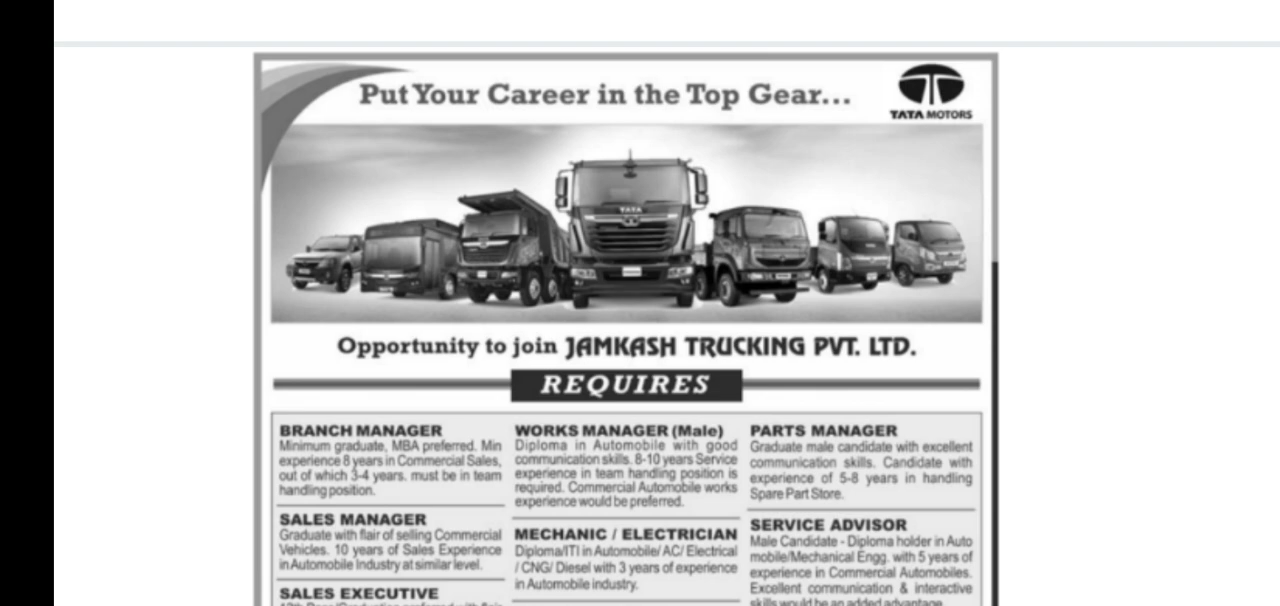 Put Your Career in the Top Gear...
TATA MOTORS
TATA
Opportunity to join JAMKASH TRUCKING PVT. LTD.
REQUIRES
BRANCH MANAGER
Minimum graduate, MBA preferred. Min
experience 8 years in Commercial Sales,
out of which 3-4 years. must be in team
handling position.
SALES MANAGER
Graduate with flair of selling Commercial
Vehicles. 10 years of Sales Experience
in Automobile Industry at similar level.
SALES EXECUTIVE
WORKS MANAGER (Male)
Diploma in Automobile with good
communication skills. 8-10 years Service
experience in team handling position is
required. Commercial Automobile works
experience would be preferred.
MECHANIC / ELECTRICIAN
Diploma/ITI in Automobile/ AC/ Electrical
/ CNG/ Diesel with 3 years of experience
in Automobile industry.
PARTS MANAGER
Graduate male candidate with excellent
communication skills. Candidate with
experience of 5-8 years in handling
Spare Part Store.
SERVICE ADVISOR
Male Candidate - Diploma holder in Auto
mobile/Mechanical Engg. with 5 years of
experience in Commercial Automobiles.
Excellent communication & interactive
skills would be an added advantage.